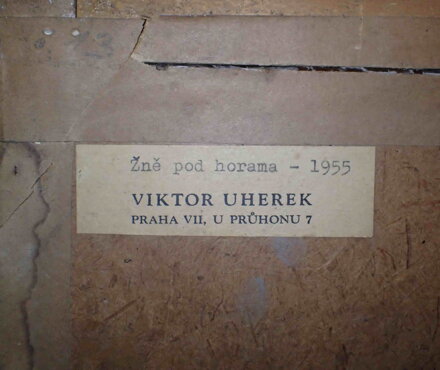 Žně pod horama - 1955
VIKTOR UHEREK
PRAHA VII, U PRŮHONU 7